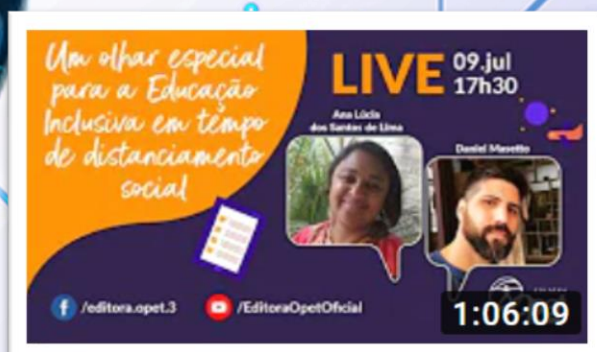 Um olhar especial
para a Educação
Inclusiva em tempo
de distanciamento
social
LIVE
09.jul
17h30
Ana Lúcia
dos Santos de Lima
Daniel Masetto
/editora.opet.3
/EditoraOpetOficial
1:06:09